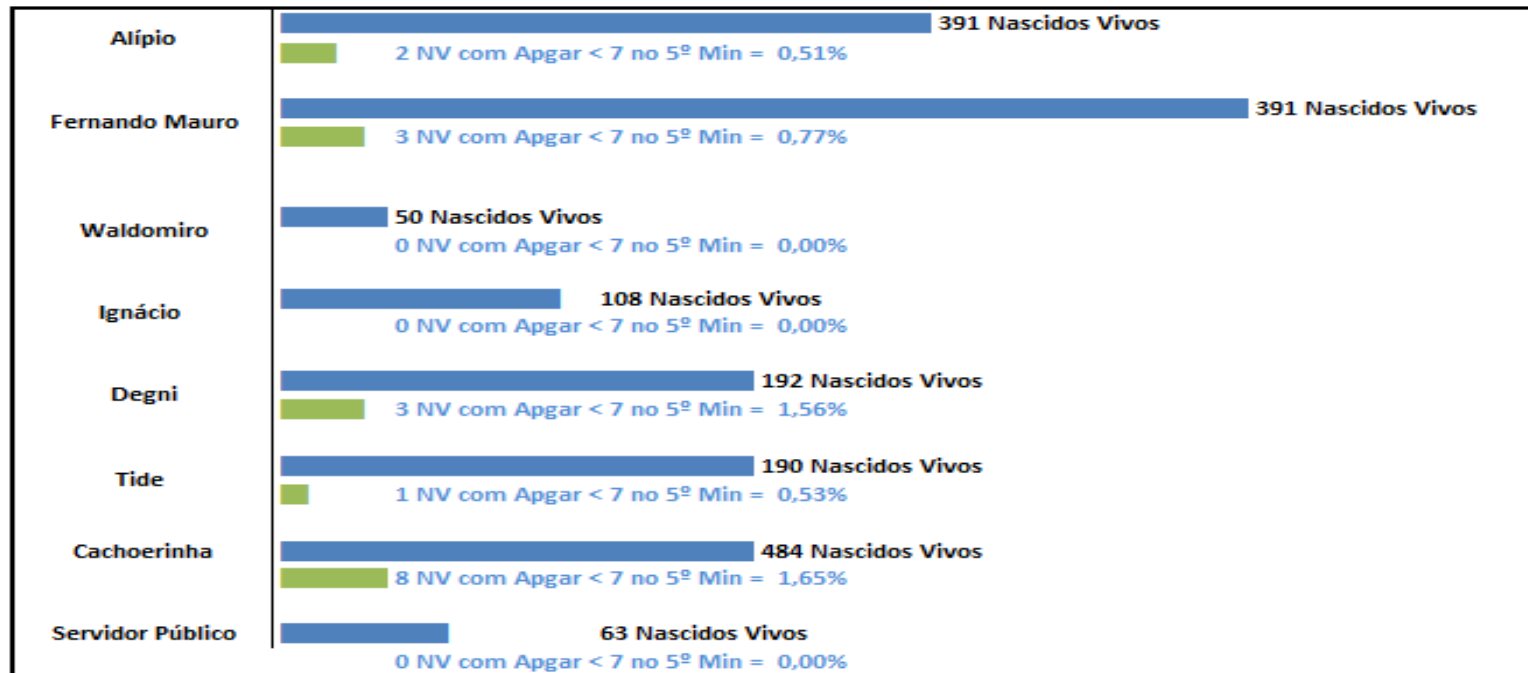 Alípio
391 Nascidos Vivos
2 NV com Apgar < 7 no 5º Min = 0,51%
Fernando Mauro
391 Nascidos Vivos
3 NV com Apgar < 7 no 5º Min = 0,77%
Waldomiro
50 Nascidos Vivos
0 NV com Apgar < 7 no 5º Min = 0,00%
Ignácio
108 Nascidos Vivos
0 NV com Apgar < 7 no 5º Min = 0,00%
Degni
192 Nascidos Vivos
3 NV com Apgar < 7 no 5º Min = 1,56%
Tide
190 Nascidos Vivos
1 NV com Apgar < 7 no 5º Min = 0,53%
Cachoerinha
484 Nascidos Vivos
8 NV com Apgar < 7 no 5º Min = 1,65%
Servidor Público
63 Nascidos Vivos
0 NV com Apgar < 7 no 5º Min = 0,00%